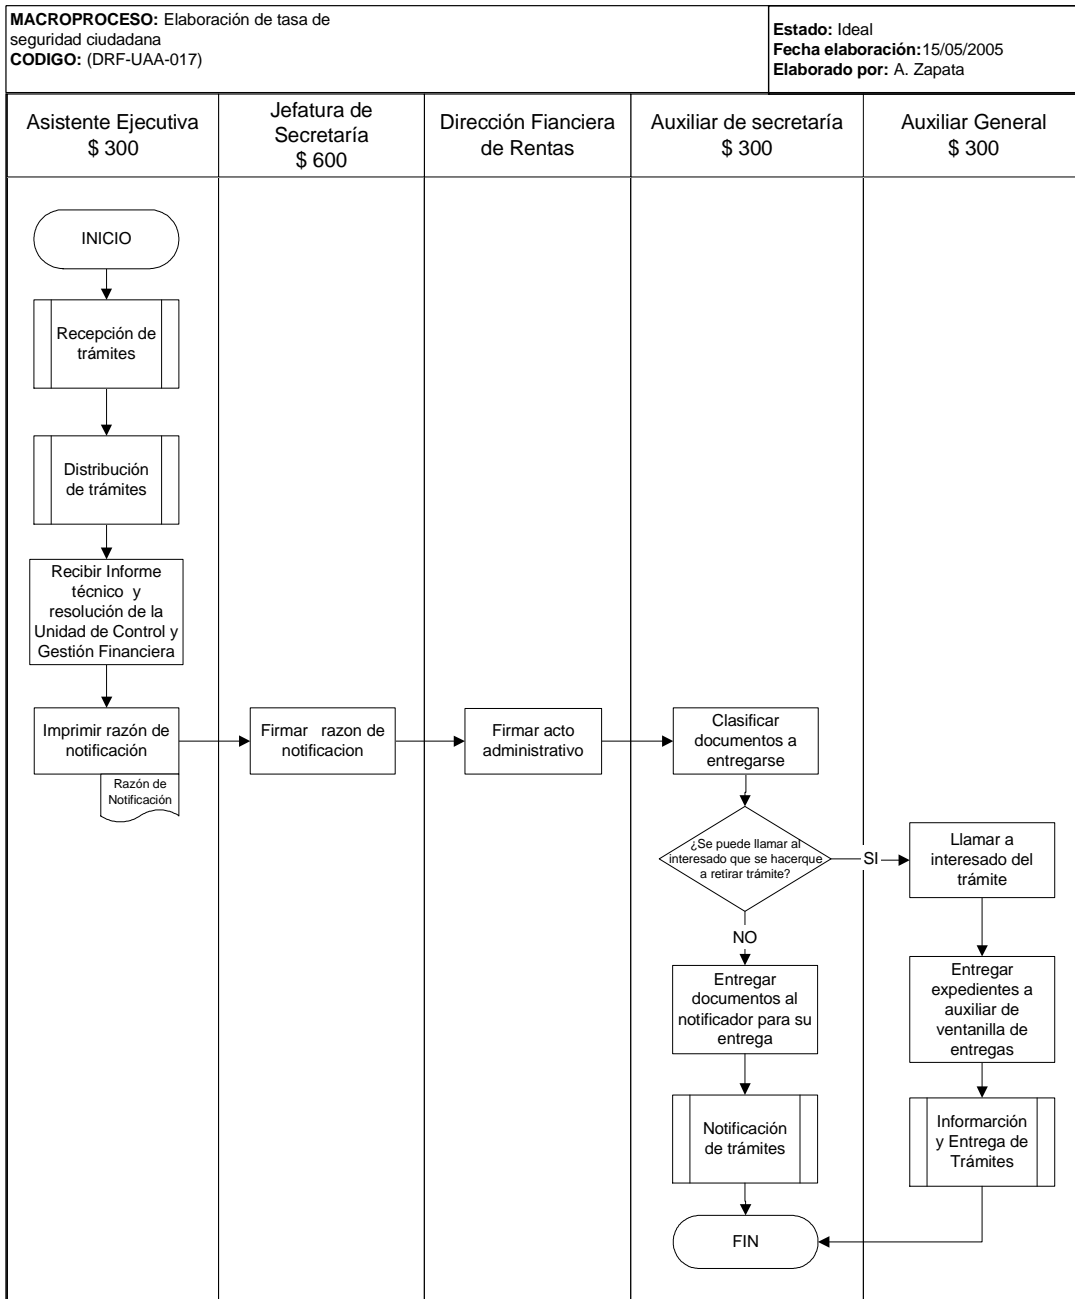 MACROPROCESO: Elaboración de tasa de
seguridad ciudadana
CODIGO: (DRF-UAA-017)
Estado: Ideal
Fecha elaboración:15/05/2005
Elaborado por: A. Zapata
Asistente Ejecutiva
$ 300
Jefatura de
Secretaría
$ 600
Dirección Fianciera
de Rentas
Auxiliar de secretaría
$ 300
Auxiliar General
$ 300
INICIO
Recepción de
trámites
Distribución
de trámites
Recibir Informe
técnico y
resolución de la
Unidad de Control y
Gestión Financiera
Imprimir razón de
notificación
Razón de
Notificación
Firmar razon de
notificacion
Firmar acto
administrativo
Clasificar
documentos a
entregarse
¿Se puede llamar al
interesado que se hacerque
a retirar trámite?
SI
Llamar a
interesado del
trámite
NO
Entregar
documentos al
notificador para su
entrega
Entregar
expedientes a
auxiliar de
ventanilla de
entregas
Notificación
de trámites
Informarción
y Entrega de
Trámites
FIN